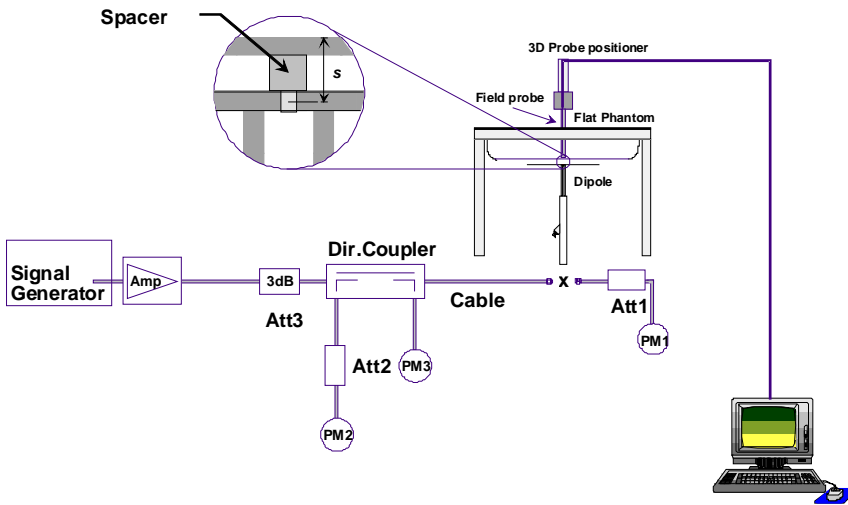 Spacer
s
3D Probe positioner
Field probe
Flat Phantom
Dipole
Dir.Coupler
Signal
Generator
Amp
3dB
Cable
x
Att1
Att3
Att2
PM3
PM1
PM2